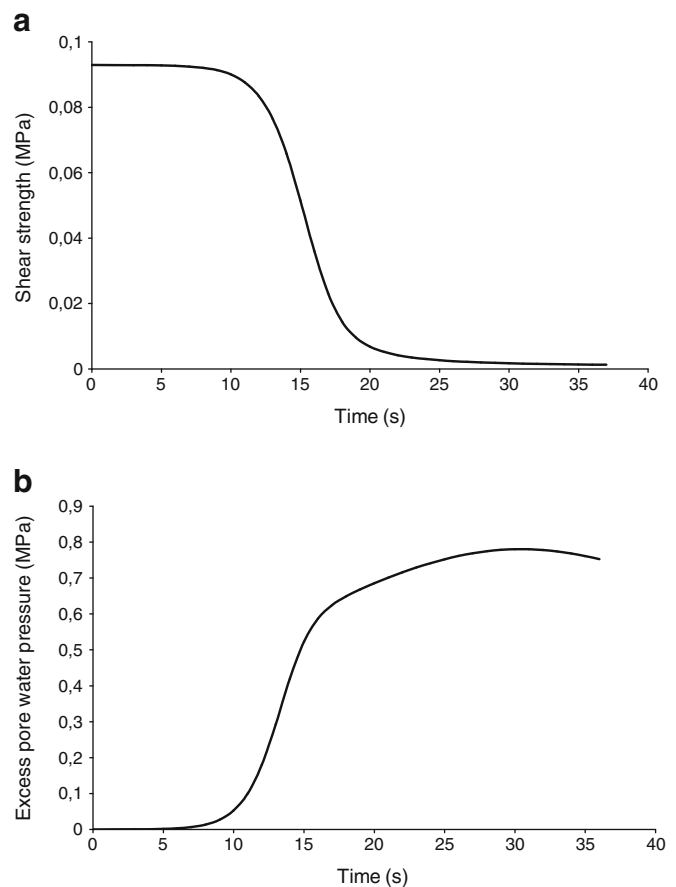 a
Shear strength (MPa)
0,1
0,08
0,06
0,04
0,02
0
0 5 10 15 20 25 30 35 40
Time (s)
b
Excess pore water pressure (MPa)
0,9
0,8
0,7
0,6
0,5
0,4
0,3
0,2
0,1
0
0 5 10 15 20 25 30 35 40
Time (s)